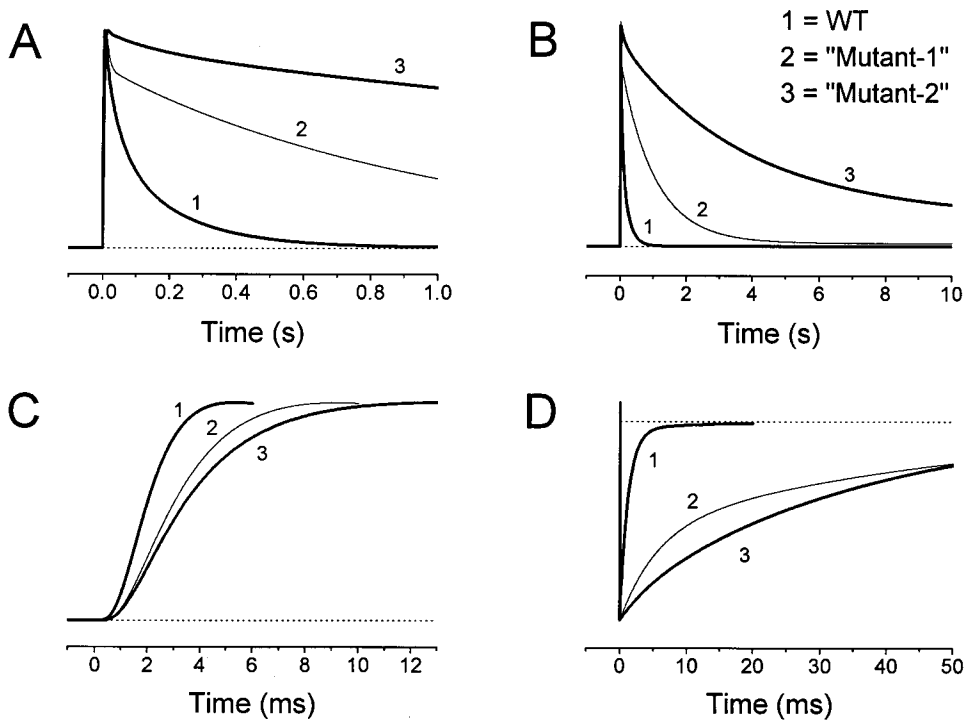 A
3
2
1
0.0 0.2 0.4 0.6 0.8 1.0
Time (s)
B
1 = WT
2 = "Mutant-1"
3 = "Mutant-2"
3
2
1
0 2 4 6 8 10
Time (s)
C
1
2
3
0 2 4 6 8 10 12
Time (ms)
D
1
2
3
0 10 20 30 40 50
Time (ms)